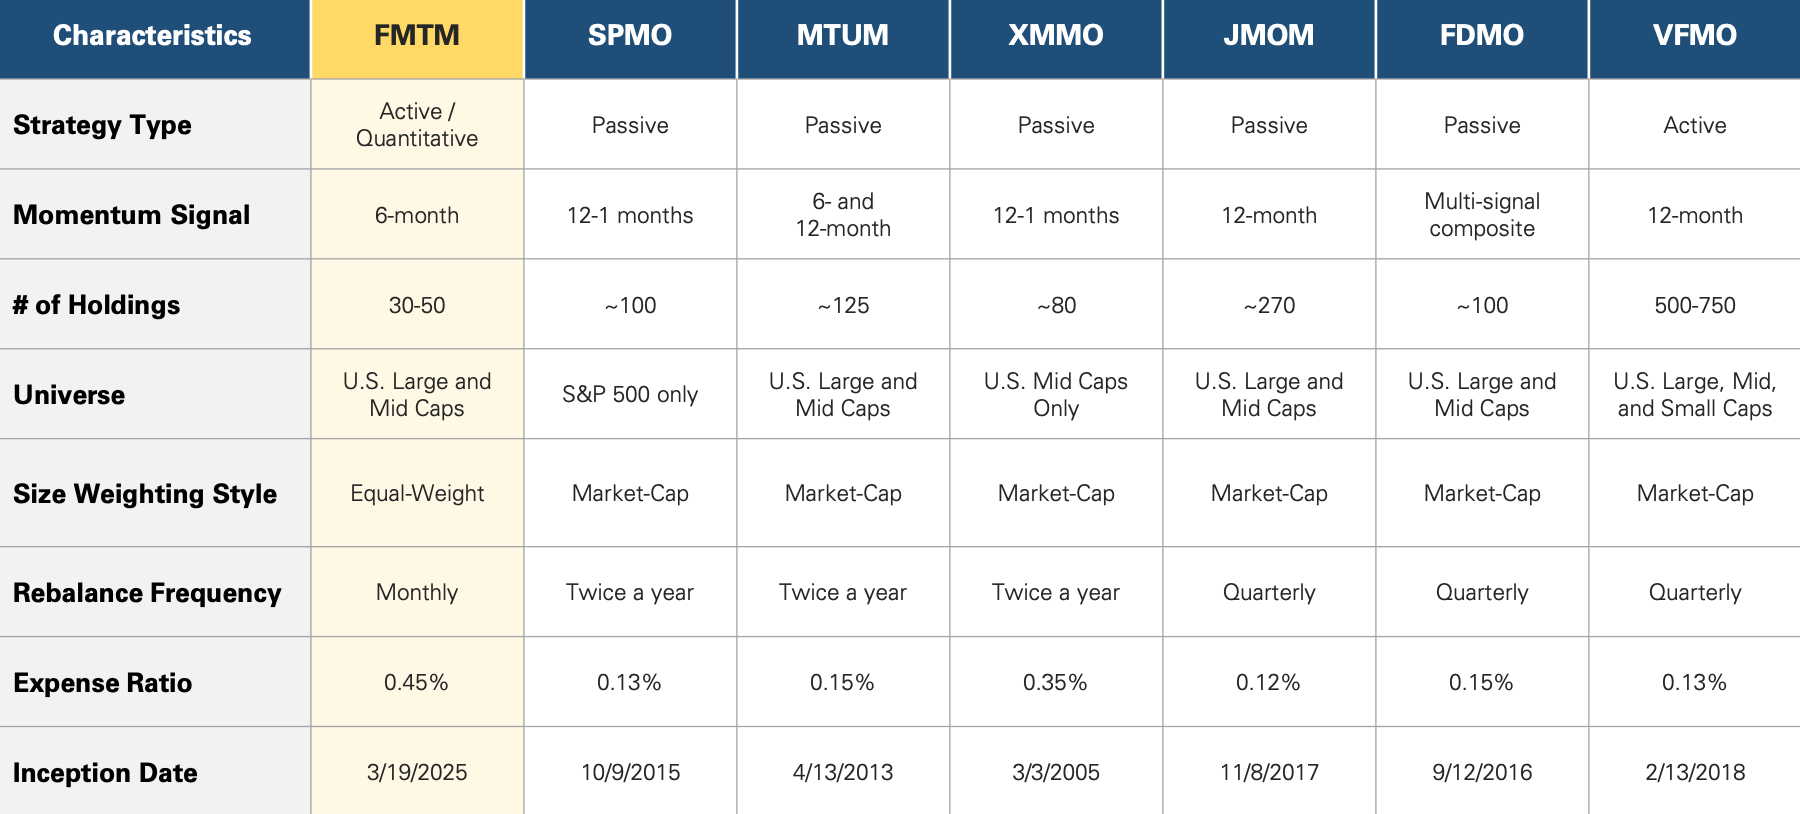 Characteristics FMTM SPMO MTUM XMMO JMOM FDMO VFMO
Strategy Type Active / Quantitative Passive Passive Passive Passive Passive Active
Momentum Signal 6-month 12-1 months 6- and 12-month 12-1 months 12-month Multi-signal composite 12-month
# of Holdings 30-50 ~100 ~125 ~80 ~270 ~100 500-750
Universe U.S. Large and Mid Caps S&P 500 only U.S. Large and Mid Caps U.S. Mid Caps Only U.S. Large and Mid Caps U.S. Large and Mid Caps U.S. Large, Mid, and Small Caps
Size Weighting Style Equal-Weight Market-Cap Market-Cap Market-Cap Market-Cap Market-Cap Market-Cap
Rebalance Frequency Monthly Twice a year Twice a year Twice a year Quarterly Quarterly Quarterly
Expense Ratio 0.45% 0.13% 0.15% 0.35% 0.12% 0.15% 0.13%
Inception Date 3/19/2025 10/9/2015 4/13/2013 3/3/2005 11/8/2017 9/12/2016 2/13/2018